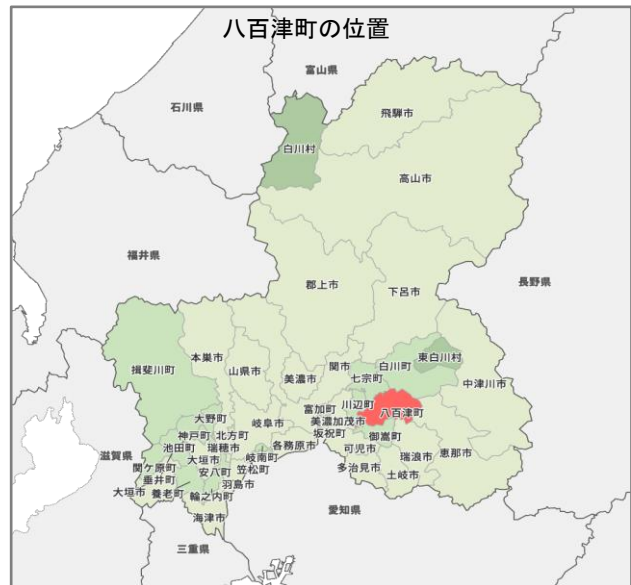 八百津町の位置
富山県
石川県
飛騨市
白川村
高山市
福井県
長野県
郡上市
下呂市
東白川村
揖斐川町
本巣市
山県市
関市
白川町
七宗町
美濃市
中津川市
大野町
富加町
川辺町
八百津町
岐阜市
美濃加茂市
神戸町
北方町
坂祝町
御嵩町
池田町
瑞穂市
各務原市
可児市
恵那市
滋賀県
関ケ原町
大垣市
岐南町
瑞浪市
垂井町
安八町
笠松町
多治見市
土岐市
大垣市
養老町
羽島市
輪之内町
海津市
愛知県
三重県